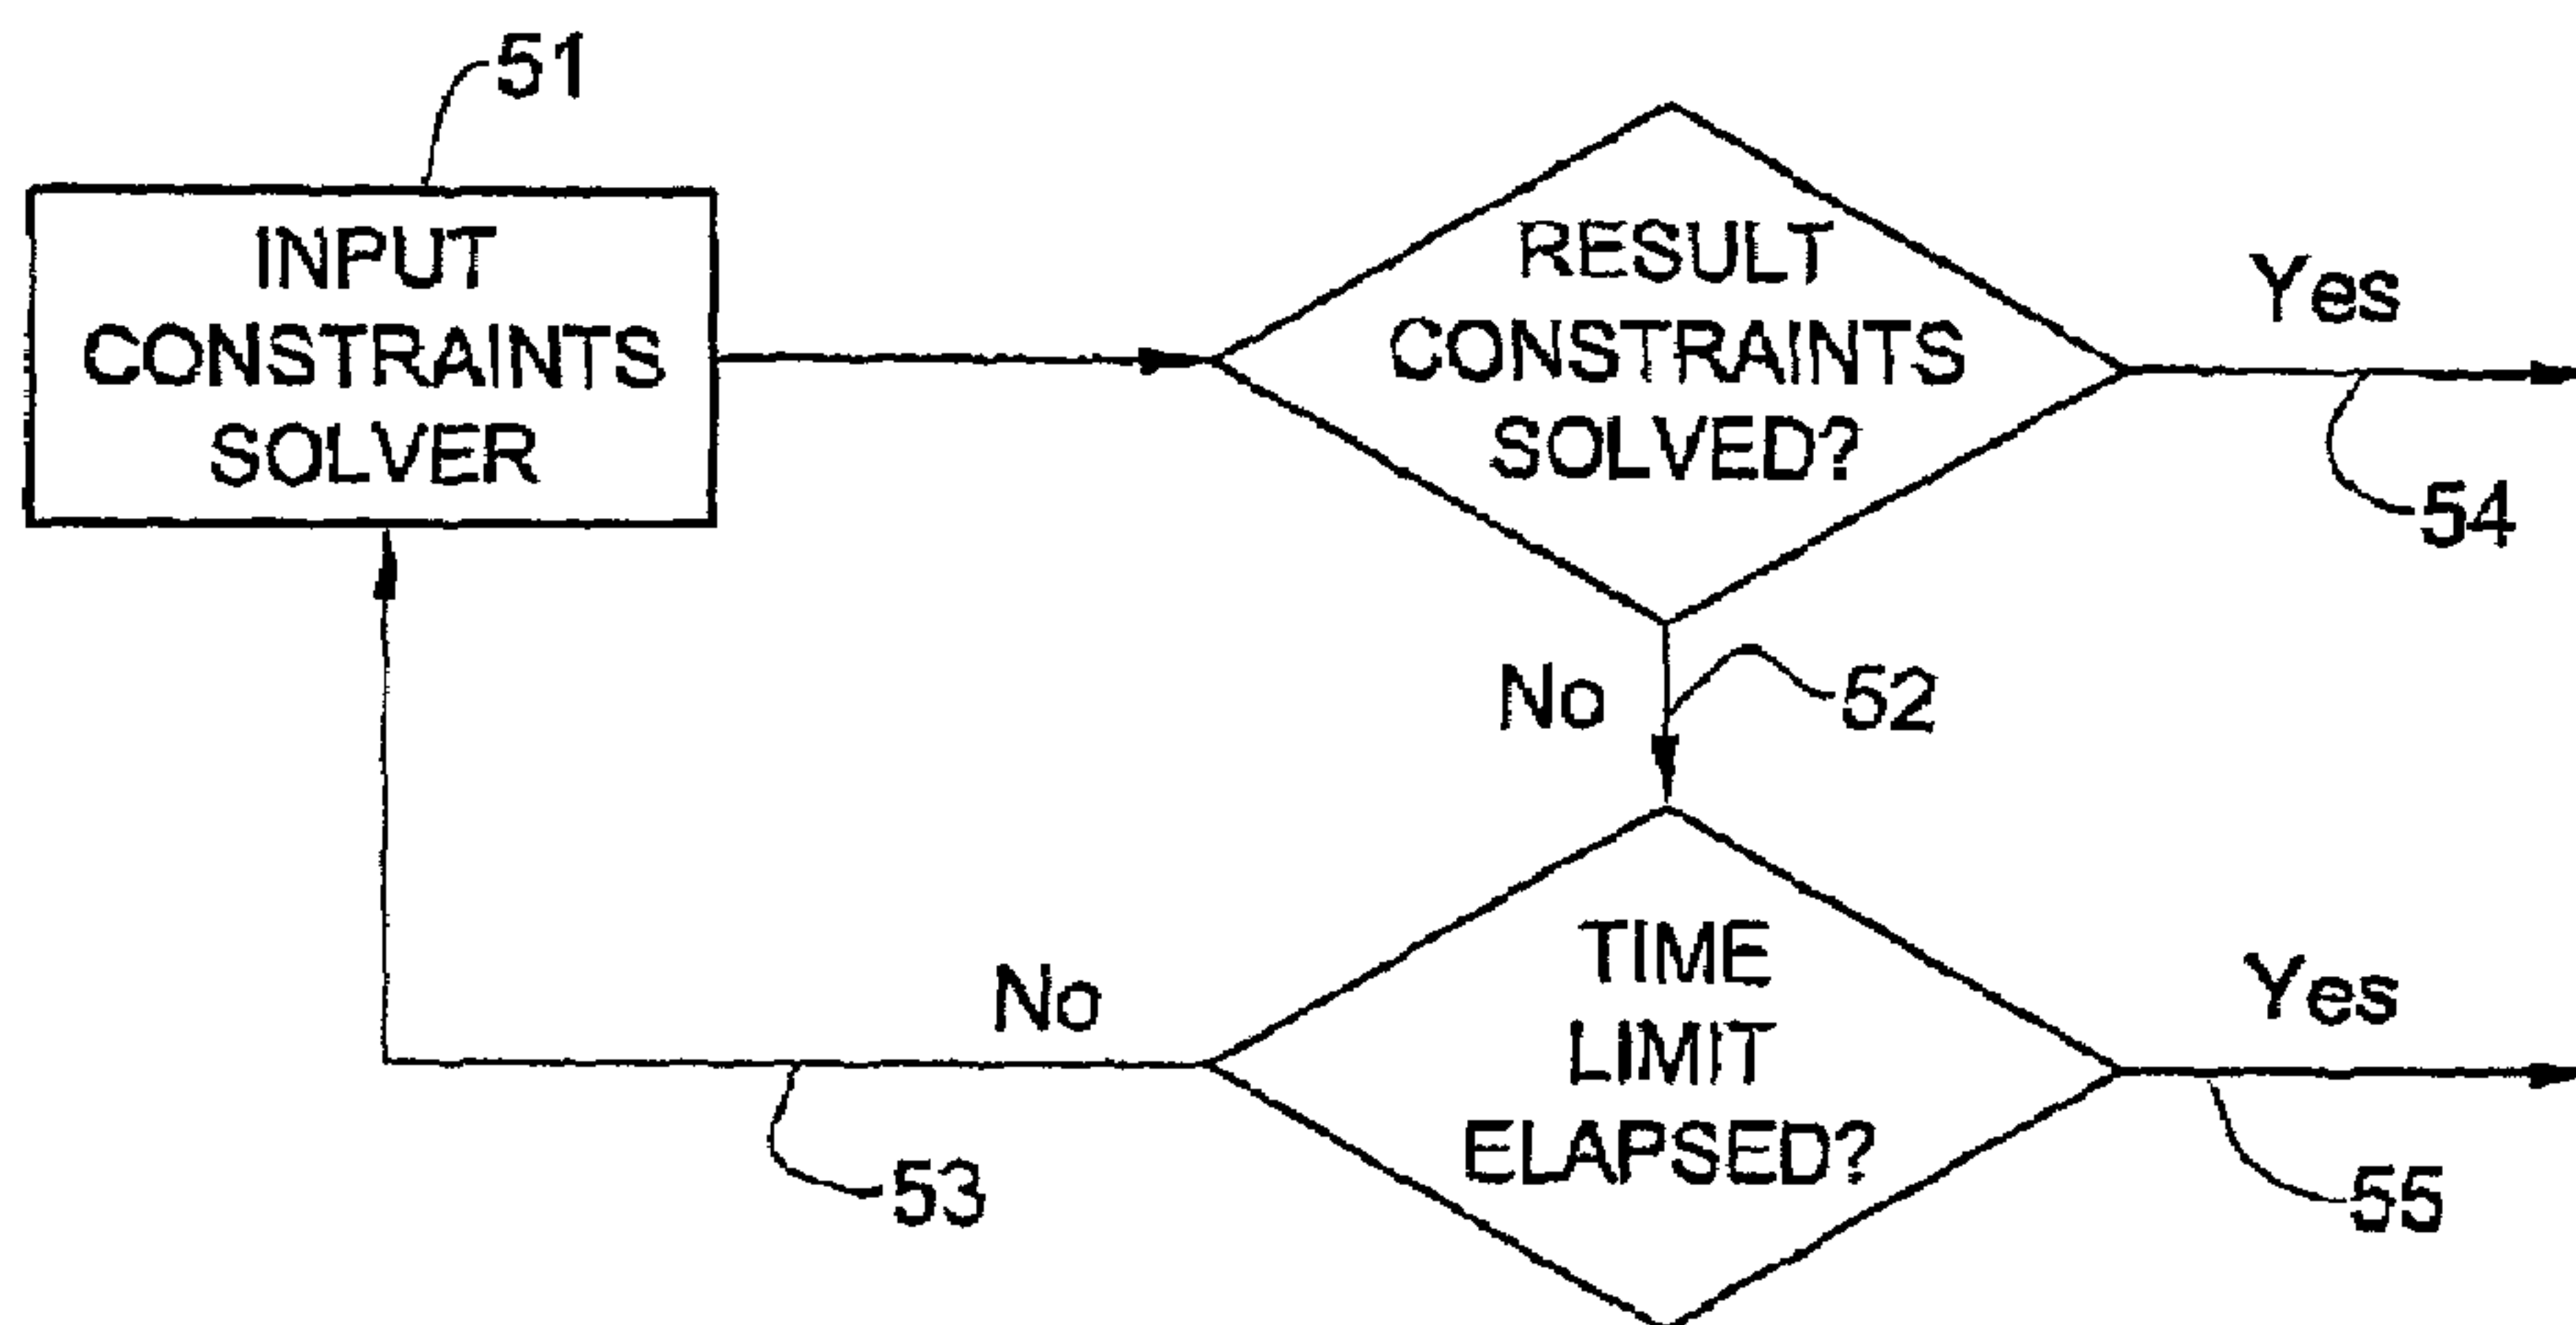 51
INPUT
CONSTRAINTS
SOLVER
RESULT
CONSTRAINTS
SOLVED?
Yes
54
No
52
TIME
LIMIT
ELAPSED?
No
53
Yes
55